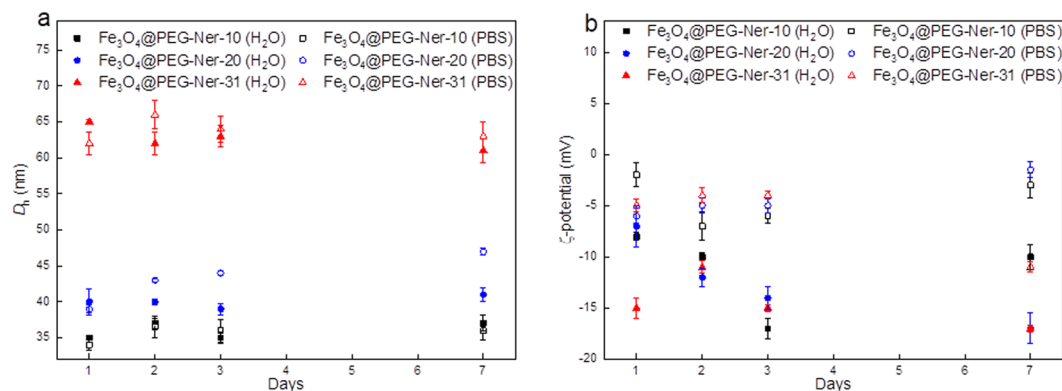 a
Fe₃O₄@PEG-Ner-10 (H₂O) Fe₃O₄@PEG-Ner-10 (PBS)
Fe₃O₄@PEG-Ner-20 (H₂O) Fe₃O₄@PEG-Ner-20 (PBS)
Fe₃O₄@PEG-Ner-31 (H₂O) Fe₃O₄@PEG-Ner-31 (PBS)
80
75
70
65
60
55
50
45
40
35
Dₕ (nm)
1 2 3 4 5 6 7
Days
b
Fe₃O₄@PEG-Ner-10 (H₂O) Fe₃O₄@PEG-Ner-10 (PBS)
Fe₃O₄@PEG-Ner-20 (H₂O) Fe₃O₄@PEG-Ner-20 (PBS)
Fe₃O₄@PEG-Ner-31 (H₂O) Fe₃O₄@PEG-Ner-31 (PBS)
10
5
0
-5
-10
-15
-20
ζ-potential (mV)
1 2 3 4 5 6 7
Days